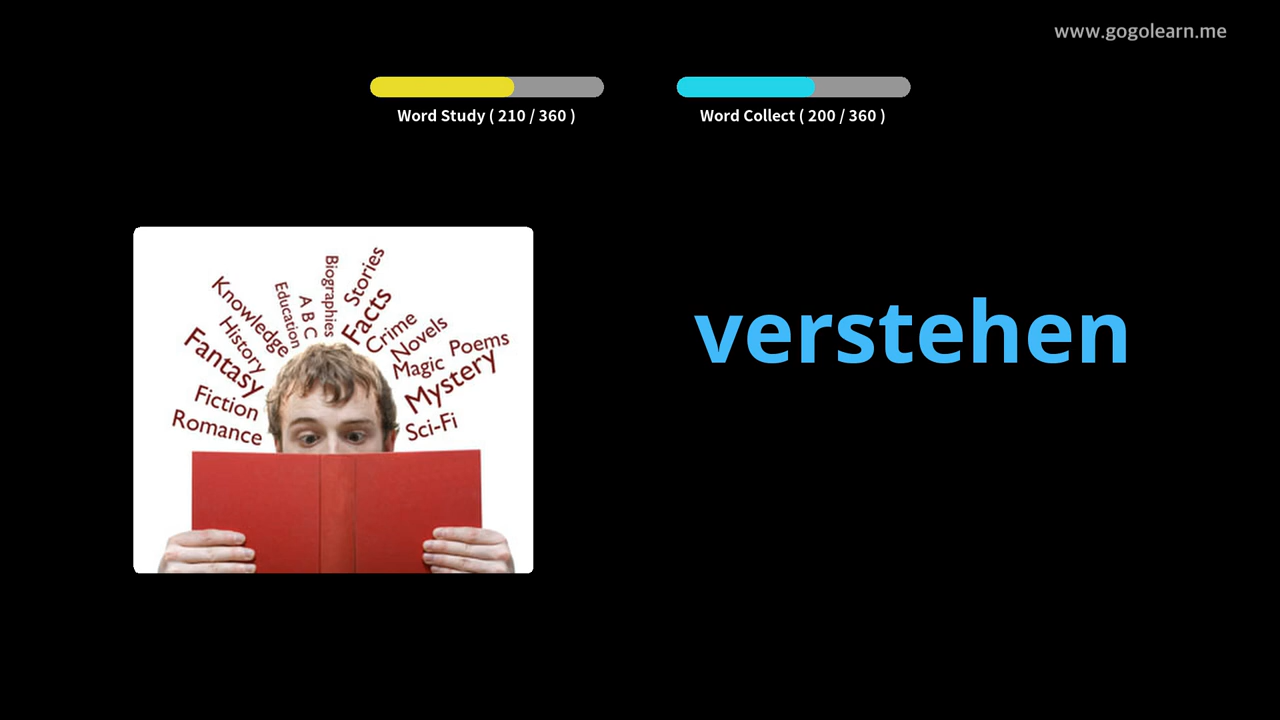 www.gogolearn.me
Word Study ( 210 / 360 )
Word Collect ( 200 / 360 )
Knowledge
Education
A B C
Biographies
Stories
Facts
Crime
Novels
Poems
History
Fantasy
Magic
Mystery
Fiction
Romance
Sci-Fi
verstehen